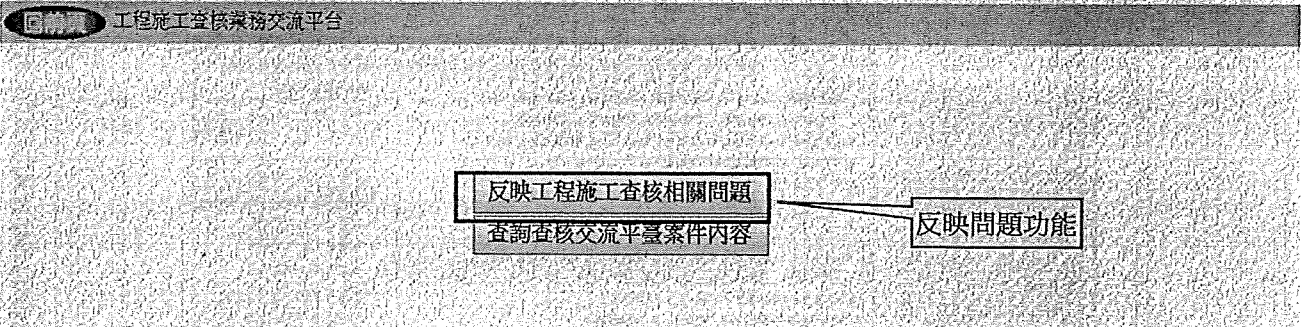 工程施工查核業務交流平台
反映工程施工查核相關問題
反映問題功能
查詢查核交流平臺案件內容